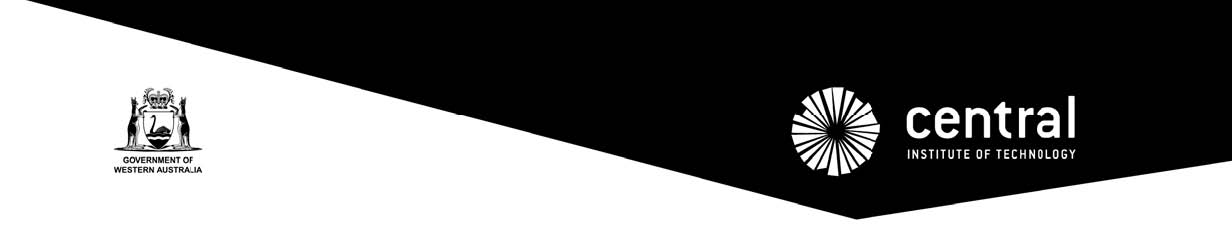 GOVERNMENT OF
WESTERN AUSTRALIA
central
INSTITUTE OF TECHNOLOGY